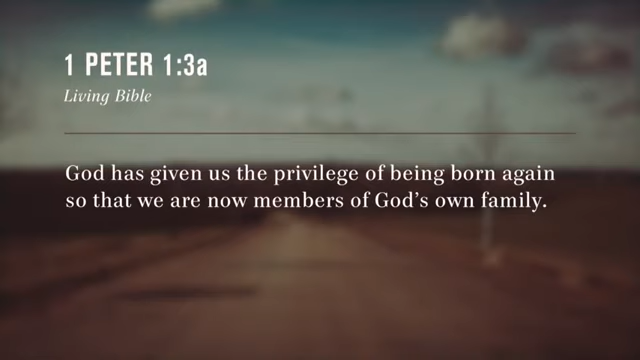 1 PETER 1:3a
Living Bible
God has given us the privilege of being born again
so that we are now members of God’s own family.